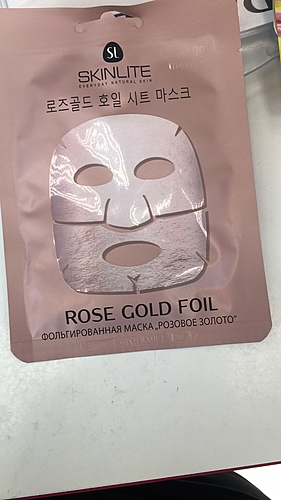 SL
SKINLITE
EVERYDAY NATURAL SKIN
로즈골드 호일 시트 마스크
ROSE GOLD FOIL
ФОЛЬГИРОВАННАЯ МАСКА „РОЗОВОЕ ЗОЛОТО"